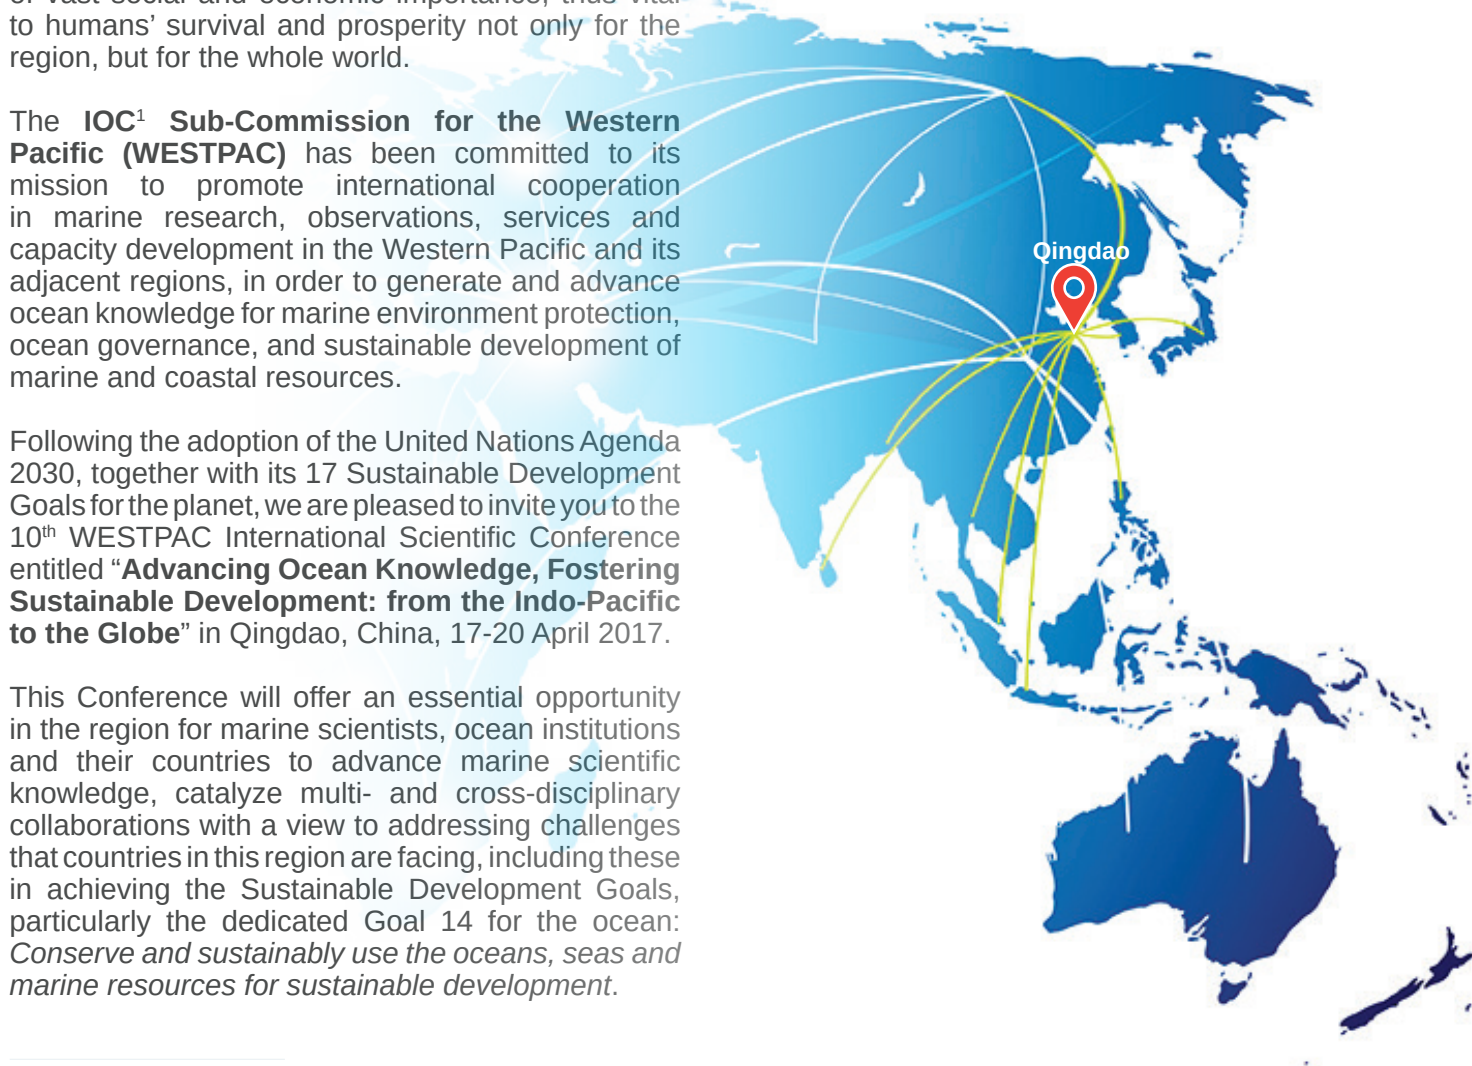 of vast social and economic importance, thus vital
to humans’ survival and prosperity not only for the
region, but for the whole world.
The IOC1 Sub-Commission for the Western
Pacific (WESTPAC) has been committed to its
mission to promote international cooperation
in marine research, observations, services and
capacity development in the Western Pacific and its
adjacent regions, in order to generate and advance
ocean knowledge for marine environment protection,
ocean governance, and sustainable development of
marine and coastal resources.
Following the adoption of the United Nations Agenda
2030, together with its 17 Sustainable Development
Goals for the planet, we are pleased to invite you to the
10th WESTPAC International Scientific Conference
entitled “Advancing Ocean Knowledge, Fostering
Sustainable Development: from the Indo-Pacific
to the Globe” in Qingdao, China, 17-20 April 2017.
This Conference will offer an essential opportunity
in the region for marine scientists, ocean institutions
and their countries to advance marine scientific
knowledge, catalyze multi- and cross-disciplinary
collaborations with a view to addressing challenges
that countries in this region are facing, including these
in achieving the Sustainable Development Goals,
particularly the dedicated Goal 14 for the ocean:
Conserve and sustainably use the oceans, seas and
marine resources for sustainable development.
Qingdao